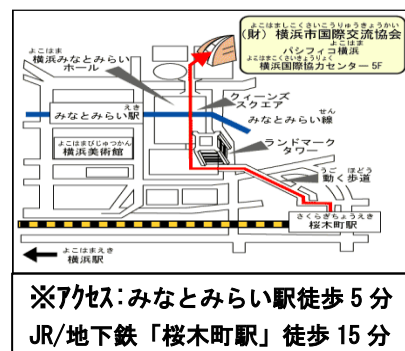 よこはましこくさいこうりゅうきょうかい
(財)横浜市国際交流協会
よこはま
パシフィコ横浜
よこはまこくさいきょうりょく
横浜国際協力センター 5F
よこはま
横浜みなとみらい
ホール
クィーンズ
スクエア
えき
みなとみらい駅
せん
みなとみらい線
よこはまびじゅつかん
横浜美術館
ランドマーク
タワー
うご ほどう
動く歩道
さくらぎちょうえき
桜木町駅
よこはまえき
横浜駅
※アクセス:みなとみらい駅徒歩 5 分
JR/地下鉄「桜木町駅」徒歩 15 分